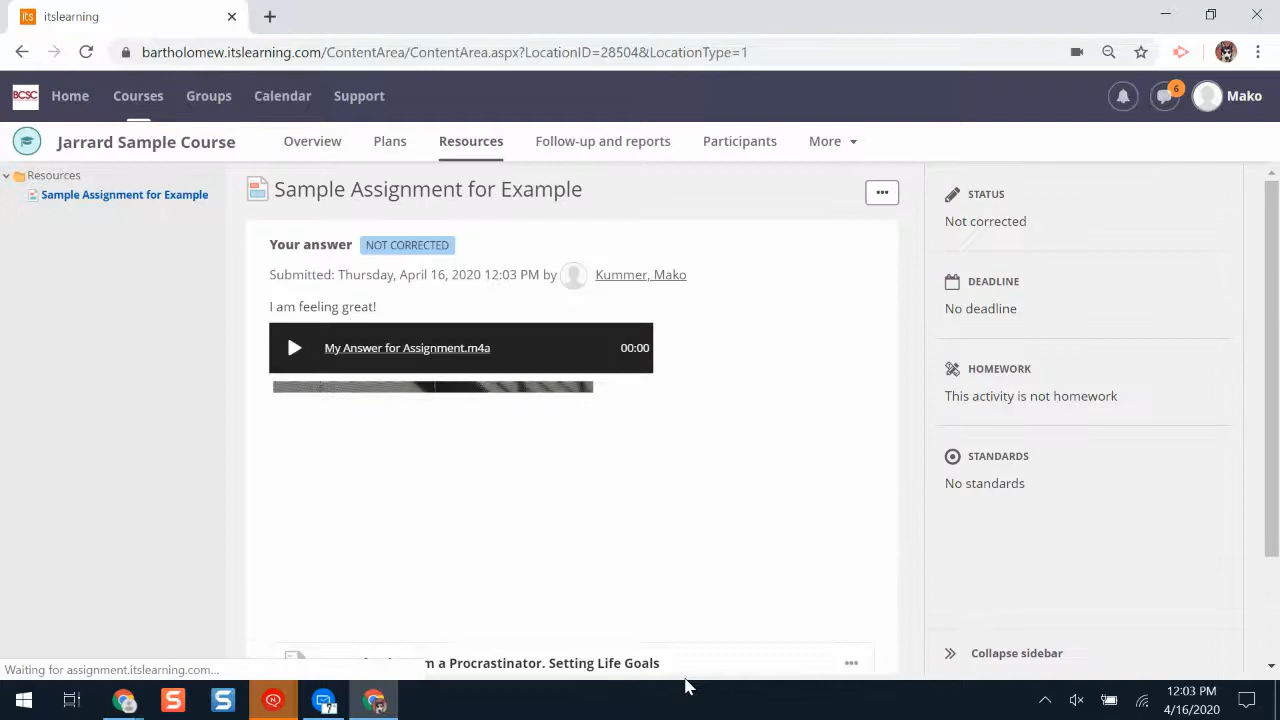 itslearning
bartholomew.itslearning.com/ContentArea/ContentArea.aspx?LocationID=28504&LocationType=1
BCSC Home Courses Groups Calendar Support 6 Mako
Jarrard Sample Course Overview Plans Resources Follow-up and reports Participants More
Resources
Sample Assignment for Example
Sample Assignment for Example
Your answer NOT CORRECTED
Submitted: Thursday, April 16, 2020 12:03 PM by Kummer, Mako
I am feeling great!
My Answer for Assignment.m4a 00:00
m a Procrastinator. Setting Life Goals
STATUS
Not corrected
DEADLINE
No deadline
HOMEWORK
This activity is not homework
STANDARDS
No standards
Collapse sidebar
Waiting for assignment.itslearning.com...
12:03 PM
4/16/2020